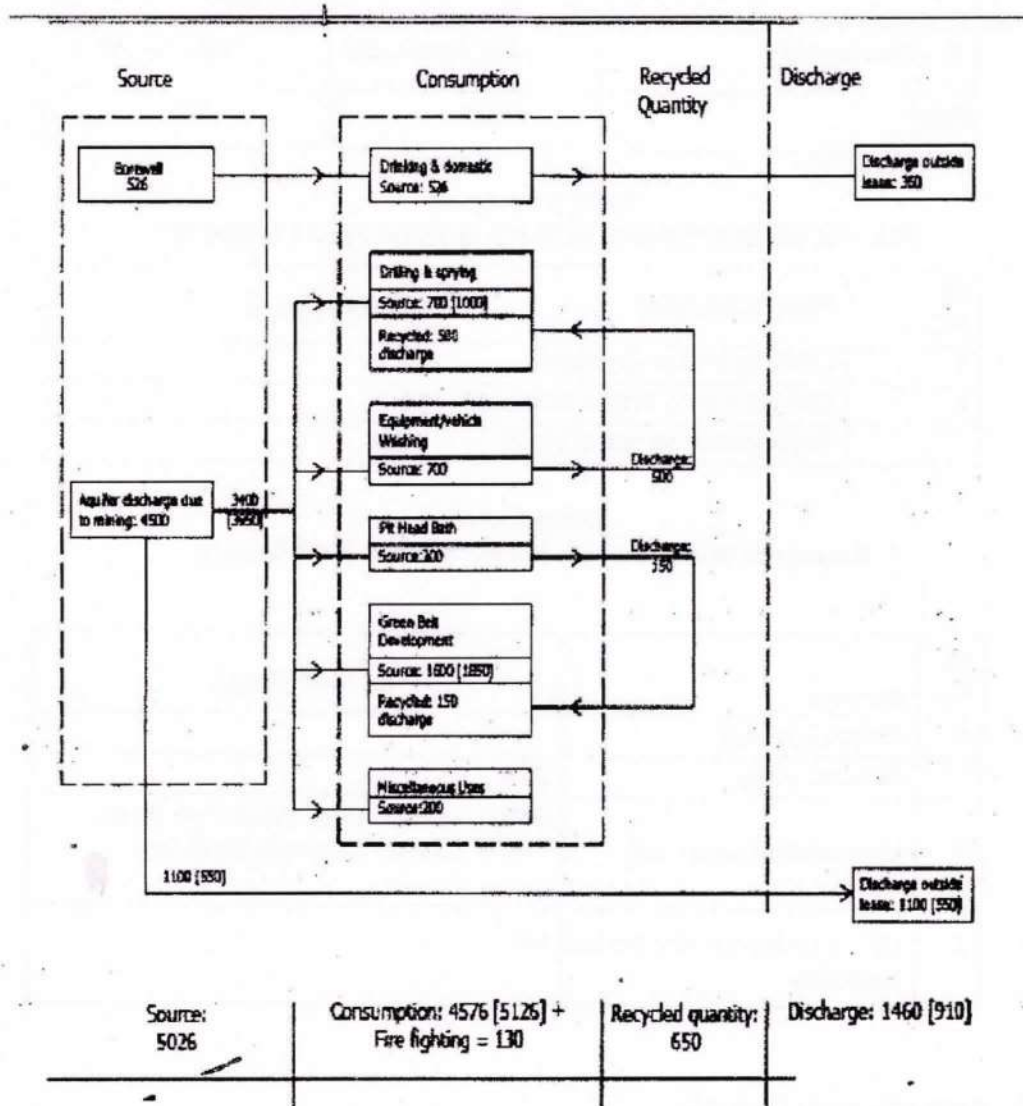 Source
Consumption
Recycled
Quantity
Discharge
Borewell
526
Drinking & domestic
Source: 526
Discharge outside
lease: 360
Drilling & sprying
Source: 700 [1000]
Recycled: 500
discharge
Equipment/vehicle
Washing
Source: 700
Discharge:
500
Aquifer discharge due
to mining: 4500
3400
[3950]
Pit Head Bath
Source:200
Discharge:
150
Green Belt
Development
Source: 1600 [1850]
Recycled: 150
discharge
Miscellaneous Uses
Source:200
1100 [550]
Discharge outside
lease: 1100 [550]
Source:
5026
Consumption: 4576 [5126] +
Fire fighting = 130
Recycled quantity:
650
Discharge: 1460 [910]